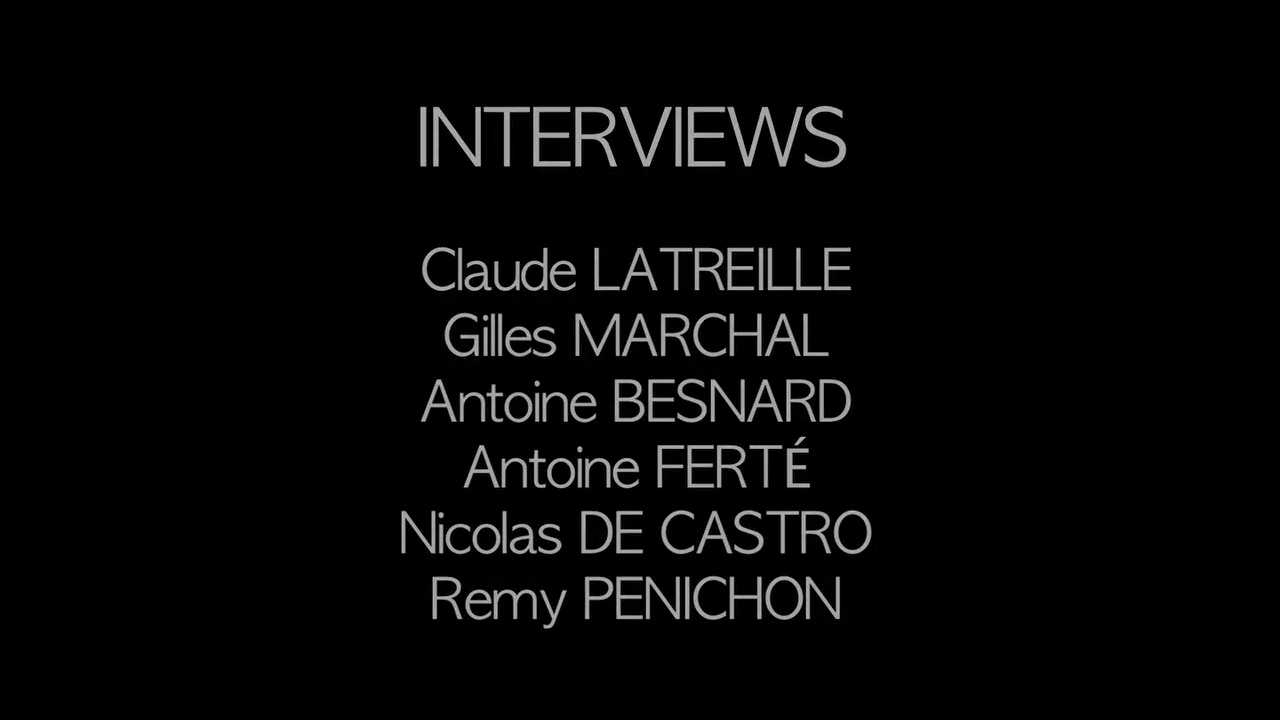 INTERVIEWS
Claude LATREILLE
Gilles MARCHAL
Antoine BESNARD
Antoine FERTÉ
Nicolas DE CASTRO
Remy PENICHON